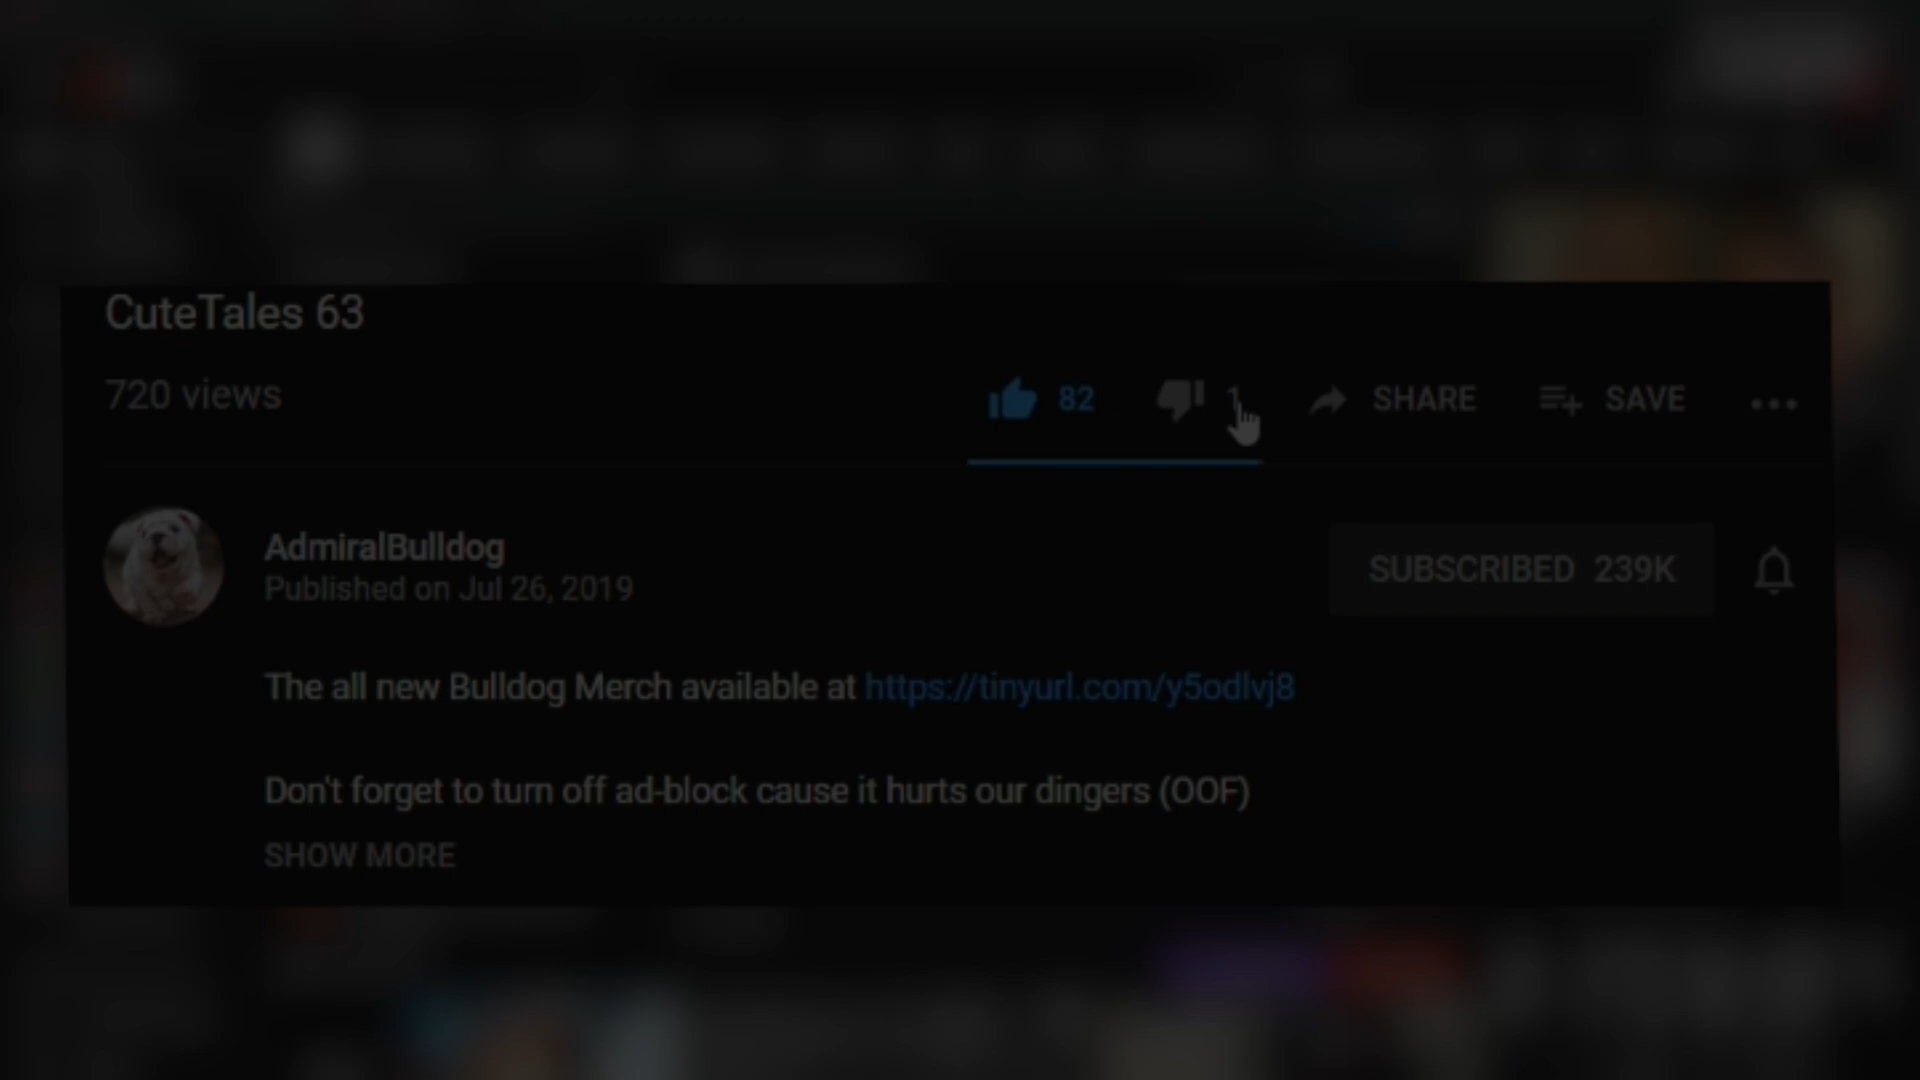 CuteTales 63
720 views
82 1 SHARE SAVE
AdmiralBulldog
Published on Jul 26, 2019
SUBSCRIBED 239K
The all new Bulldog Merch available at https://tinyurl.com/y5odlvj8
Don't forget to turn off ad-block cause it hurts our dingers (OOF)
SHOW MORE